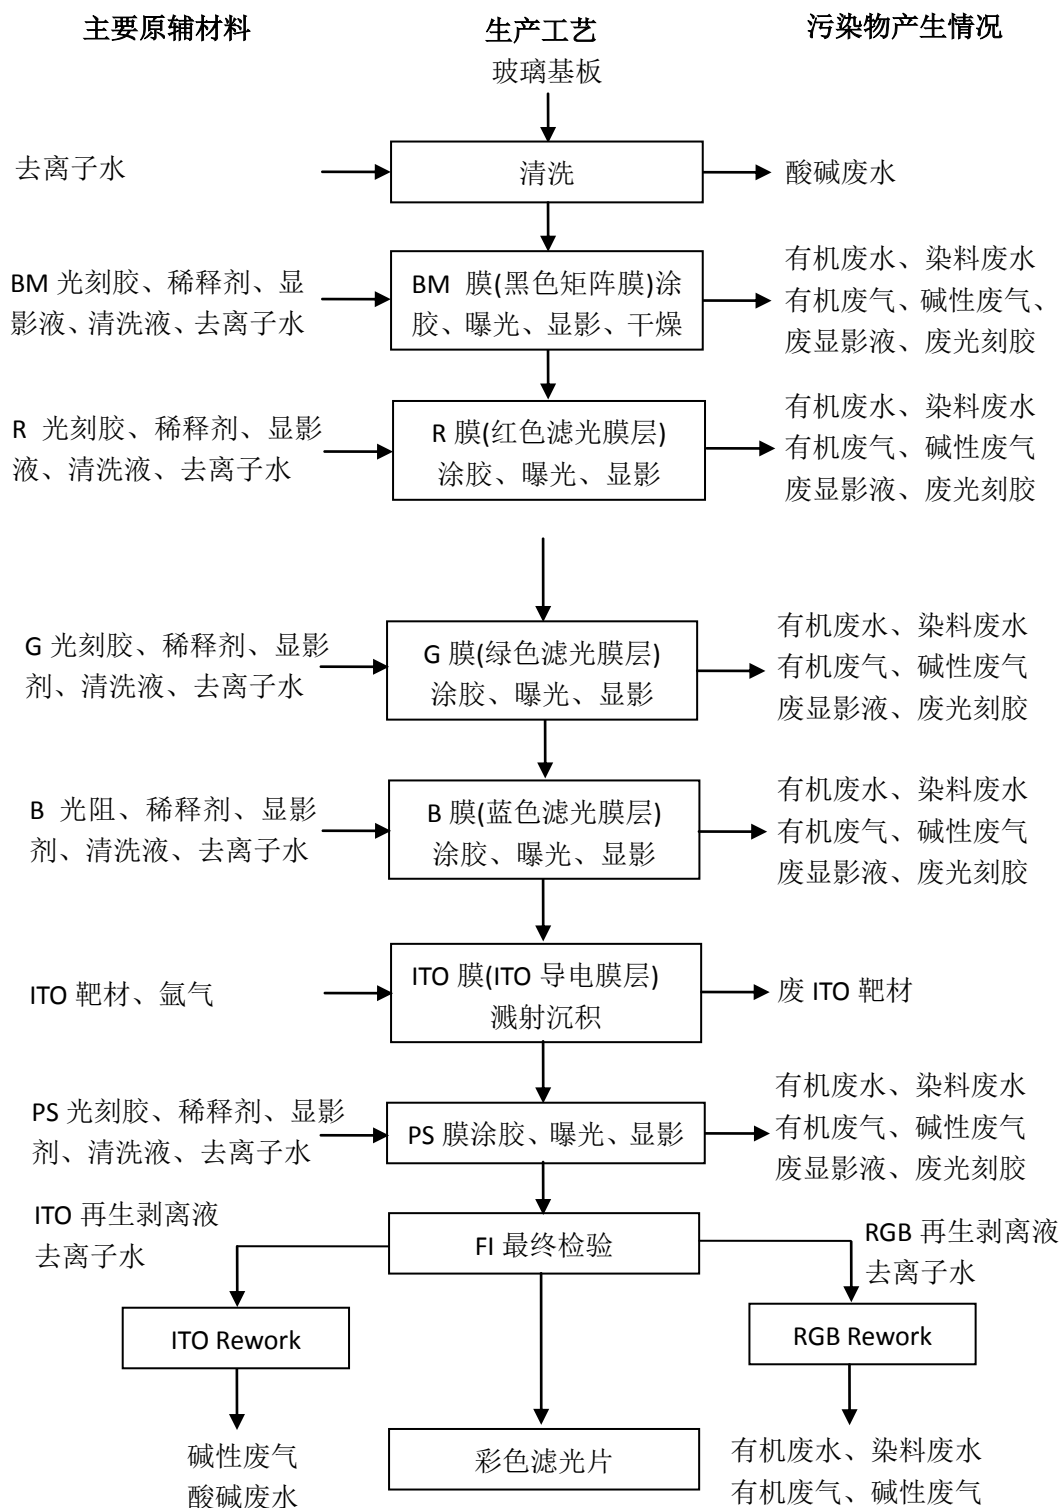 主要原辅材料
生产工艺
污染物产生情况
玻璃基板
去离子水
清洗
酸碱废水
BM 光刻胶、稀释剂、显
影液、清洗液、去离子水
BM 膜(黑色矩阵膜)涂
胶、曝光、显影、干燥
有机废水、染料废水
有机废气、碱性废气、
废显影液、废光刻胶
R 光刻胶、稀释剂、显影
液、清洗液、去离子水
R 膜(红色滤光膜层)
涂胶、曝光、显影
有机废水、染料废水
有机废气、碱性废气
废显影液、废光刻胶
G 光刻胶、稀释剂、显影
剂、清洗液、去离子水
G 膜(绿色滤光膜层)
涂胶、曝光、显影
有机废水、染料废水
有机废气、碱性废气
废显影液、废光刻胶
B 光阻、稀释剂、显影
剂、清洗液、去离子水
B 膜(蓝色滤光膜层)
涂胶、曝光、显影
有机废水、染料废水
有机废气、碱性废气
废显影液、废光刻胶
ITO 靶材、氩气
ITO 膜(ITO 导电膜层)
溅射沉积
废 ITO 靶材
PS 光刻胶、稀释剂、显影
剂、清洗液、去离子水
PS 膜涂胶、曝光、显影
有机废水、染料废水
有机废气、碱性废气
废显影液、废光刻胶
ITO 再生剥离液
去离子水
FI 最终检验
RGB 再生剥离液
去离子水
ITO Rework
RGB Rework
碱性废气
酸碱废水
彩色滤光片
有机废水、染料废水
有机废气、碱性废气